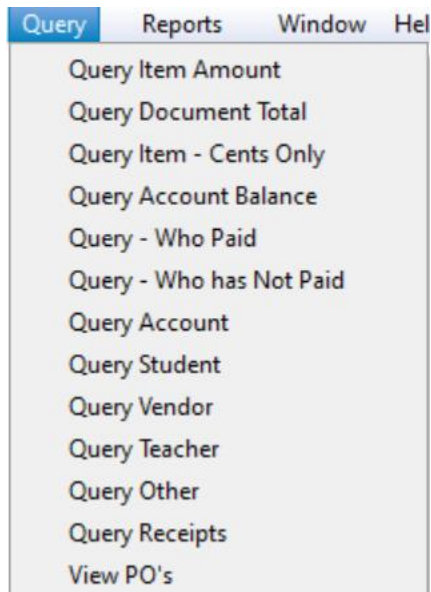 Query Reports Window Hel
Query Item Amount
Query Document Total
Query Item - Cents Only
Query Account Balance
Query - Who Paid
Query - Who has Not Paid
Query Account
Query Student
Query Vendor
Query Teacher
Query Other
Query Receipts
View PO's